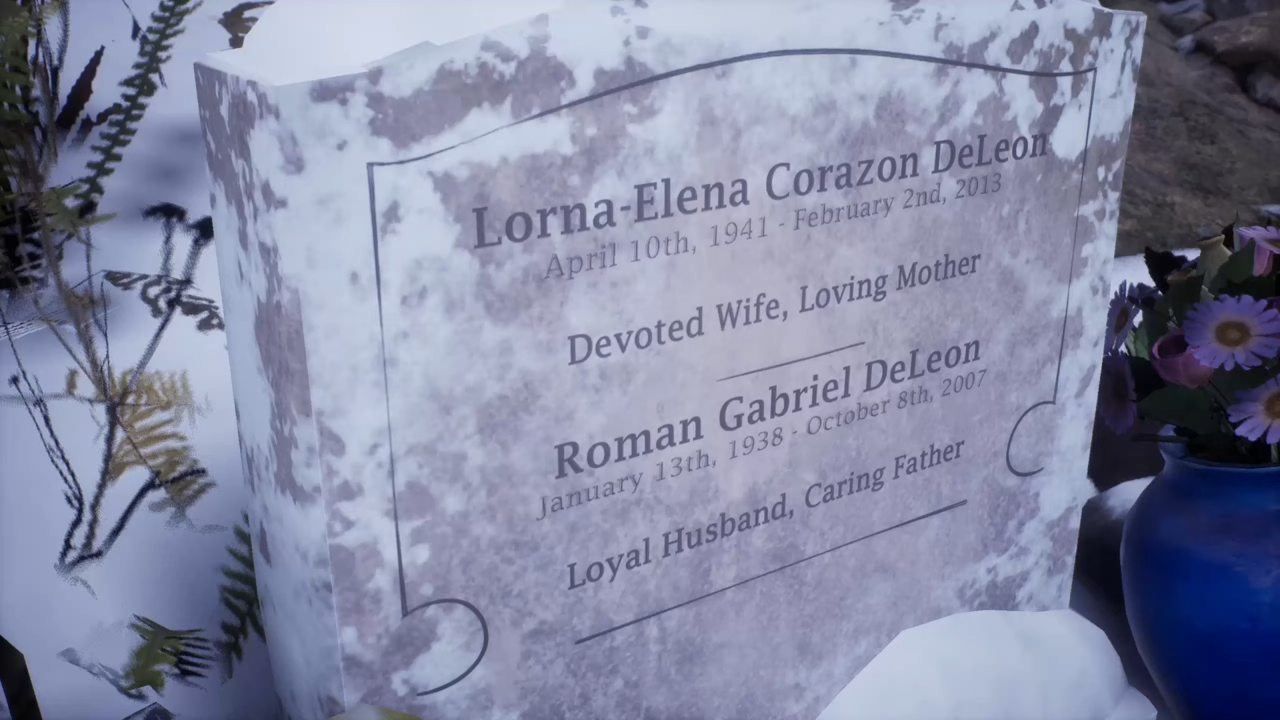 Lorna-Elena Corazon DeLeon
April 10th, 1941 - February 2nd, 2013
Devoted Wife, Loving Mother
Roman Gabriel DeLeon
January 13th, 1938 - October 8th, 2007
Loyal Husband, Caring Father